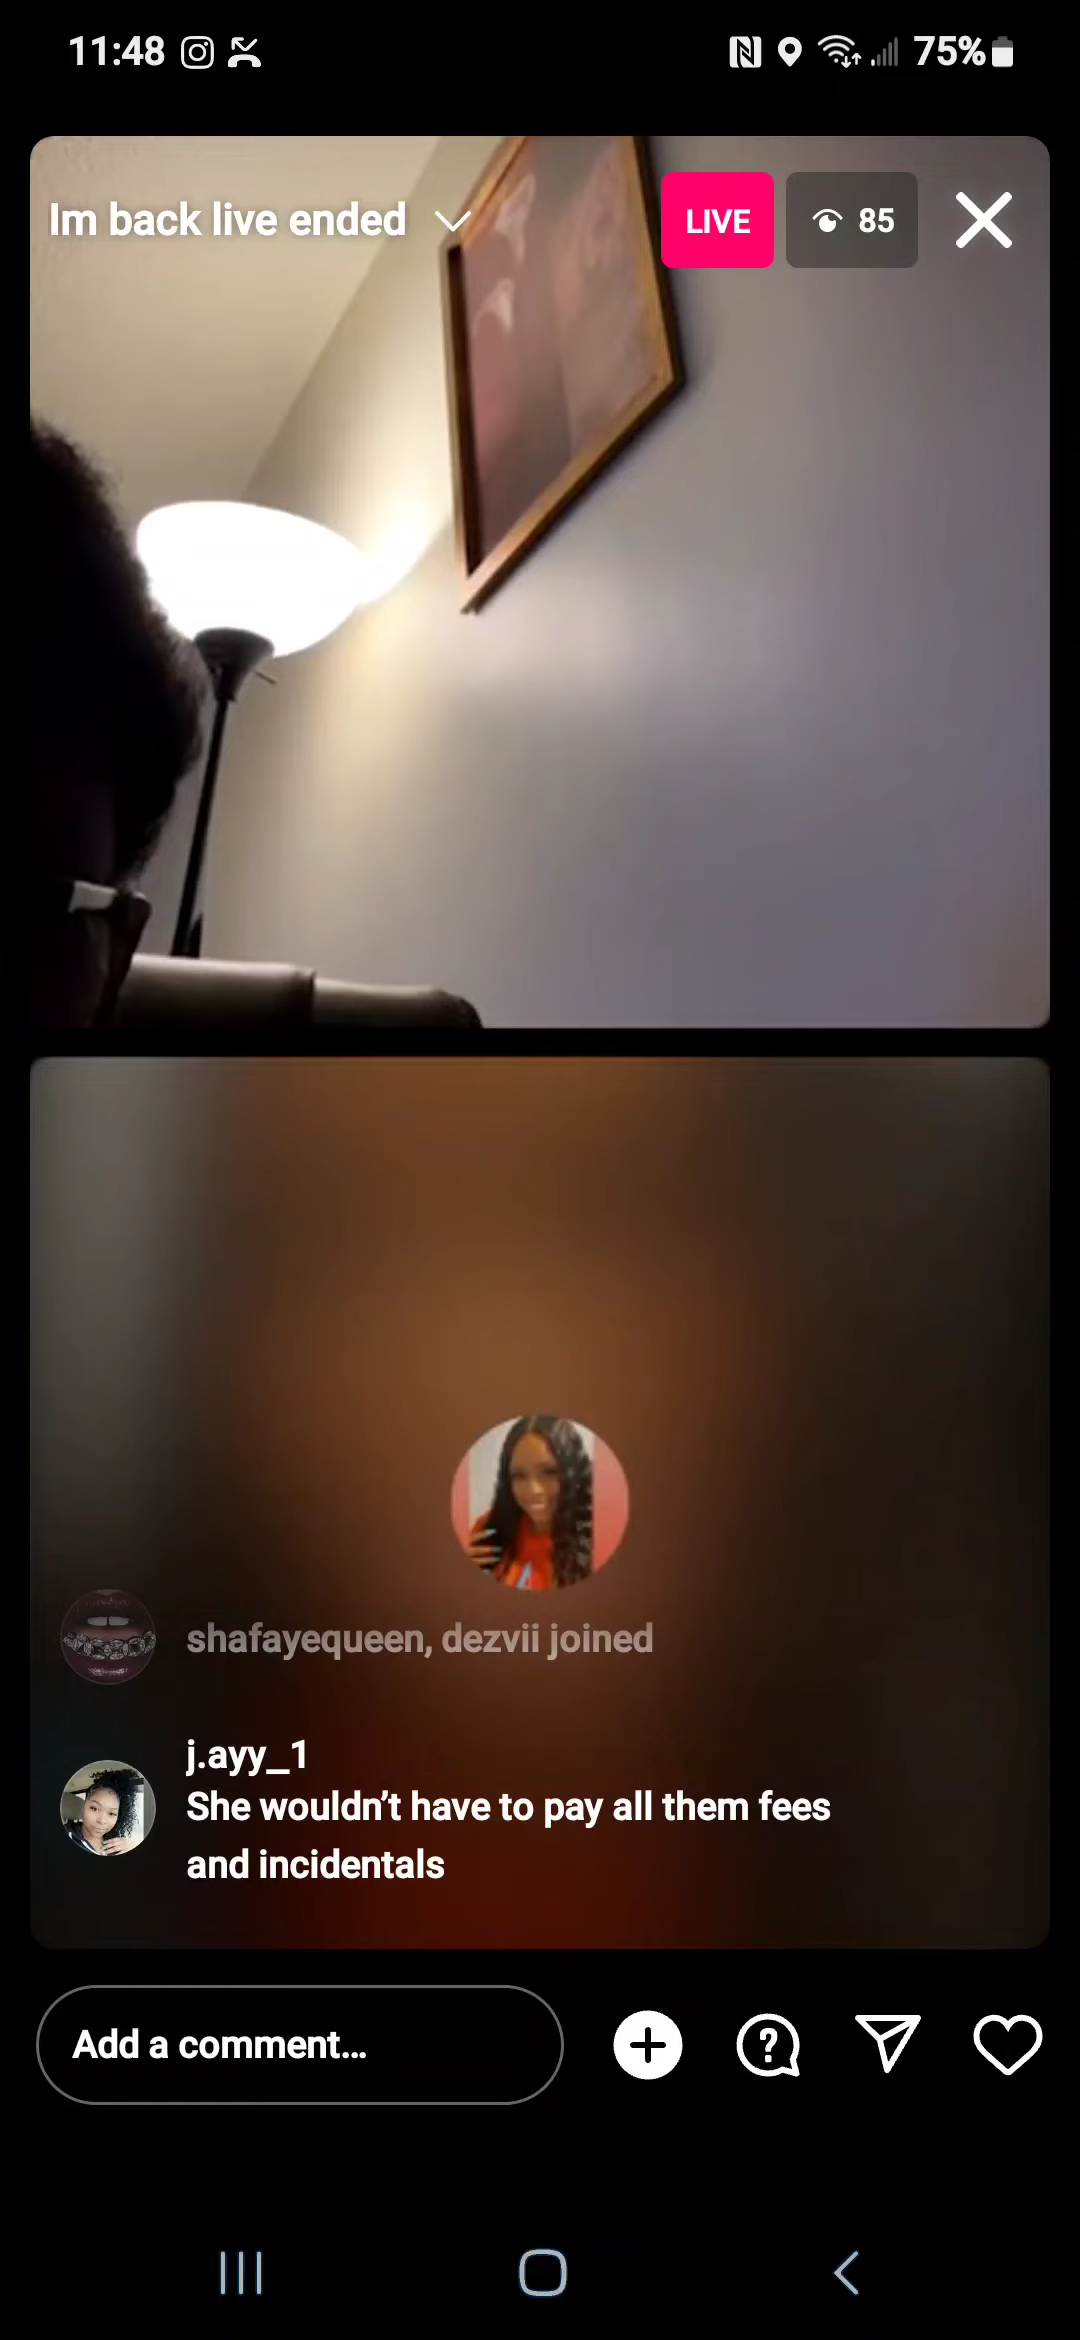 11:48 75%
Im back live ended LIVE 85
shafayequeen, dezvii joined
j.ayy_1
She wouldn’t have to pay all them fees
and incidentals
Add a comment...